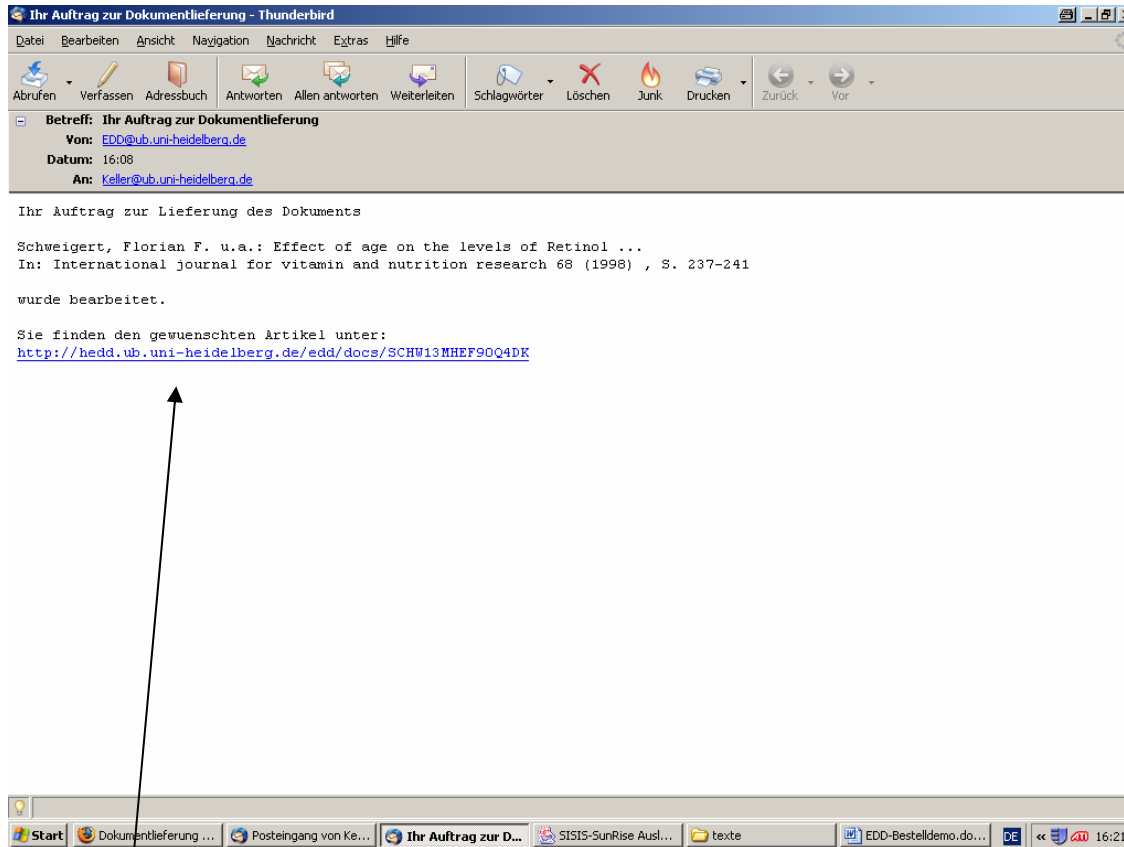 Ihr Auftrag zur Dokumentlieferung - Thunderbird
Datei Bearbeiten Ansicht Navigation Nachricht Extras Hilfe
Abrufen Verfassen Adressbuch Antworten Allen antworten Weiterleiten Schlagwörter Löschen Junk Drucken Zurück Vor
Betreff: Ihr Auftrag zur Dokumentlieferung
Von: EDD@ub.uni-heidelberg.de
Datum: 16:08
An: Keller@ub.uni-heidelberg.de
Ihr Auftrag zur Lieferung des Dokuments
Schweigert, Florian F. u.a.: Effect of age on the levels of Retinol ...
In: International journal for vitamin and nutrition research 68 (1998) , S. 237-241
wurde bearbeitet.
Sie finden den gewuenschten Artikel unter:
http://hedd.ub.uni-heidelberg.de/edd/docs/SCHW13MHEF9OQ4DK
Start Dokumentlieferung ... Posteingang von Ke... Ihr Auftrag zur D... SISIS-SunRise Ausl... texte EDD-Bestelldemo.do... DE « 16:21